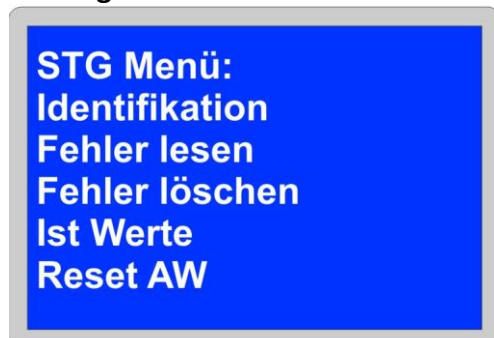 STG Menü:
Identifikation
Fehler lesen
Fehler löschen
Ist Werte
Reset AW